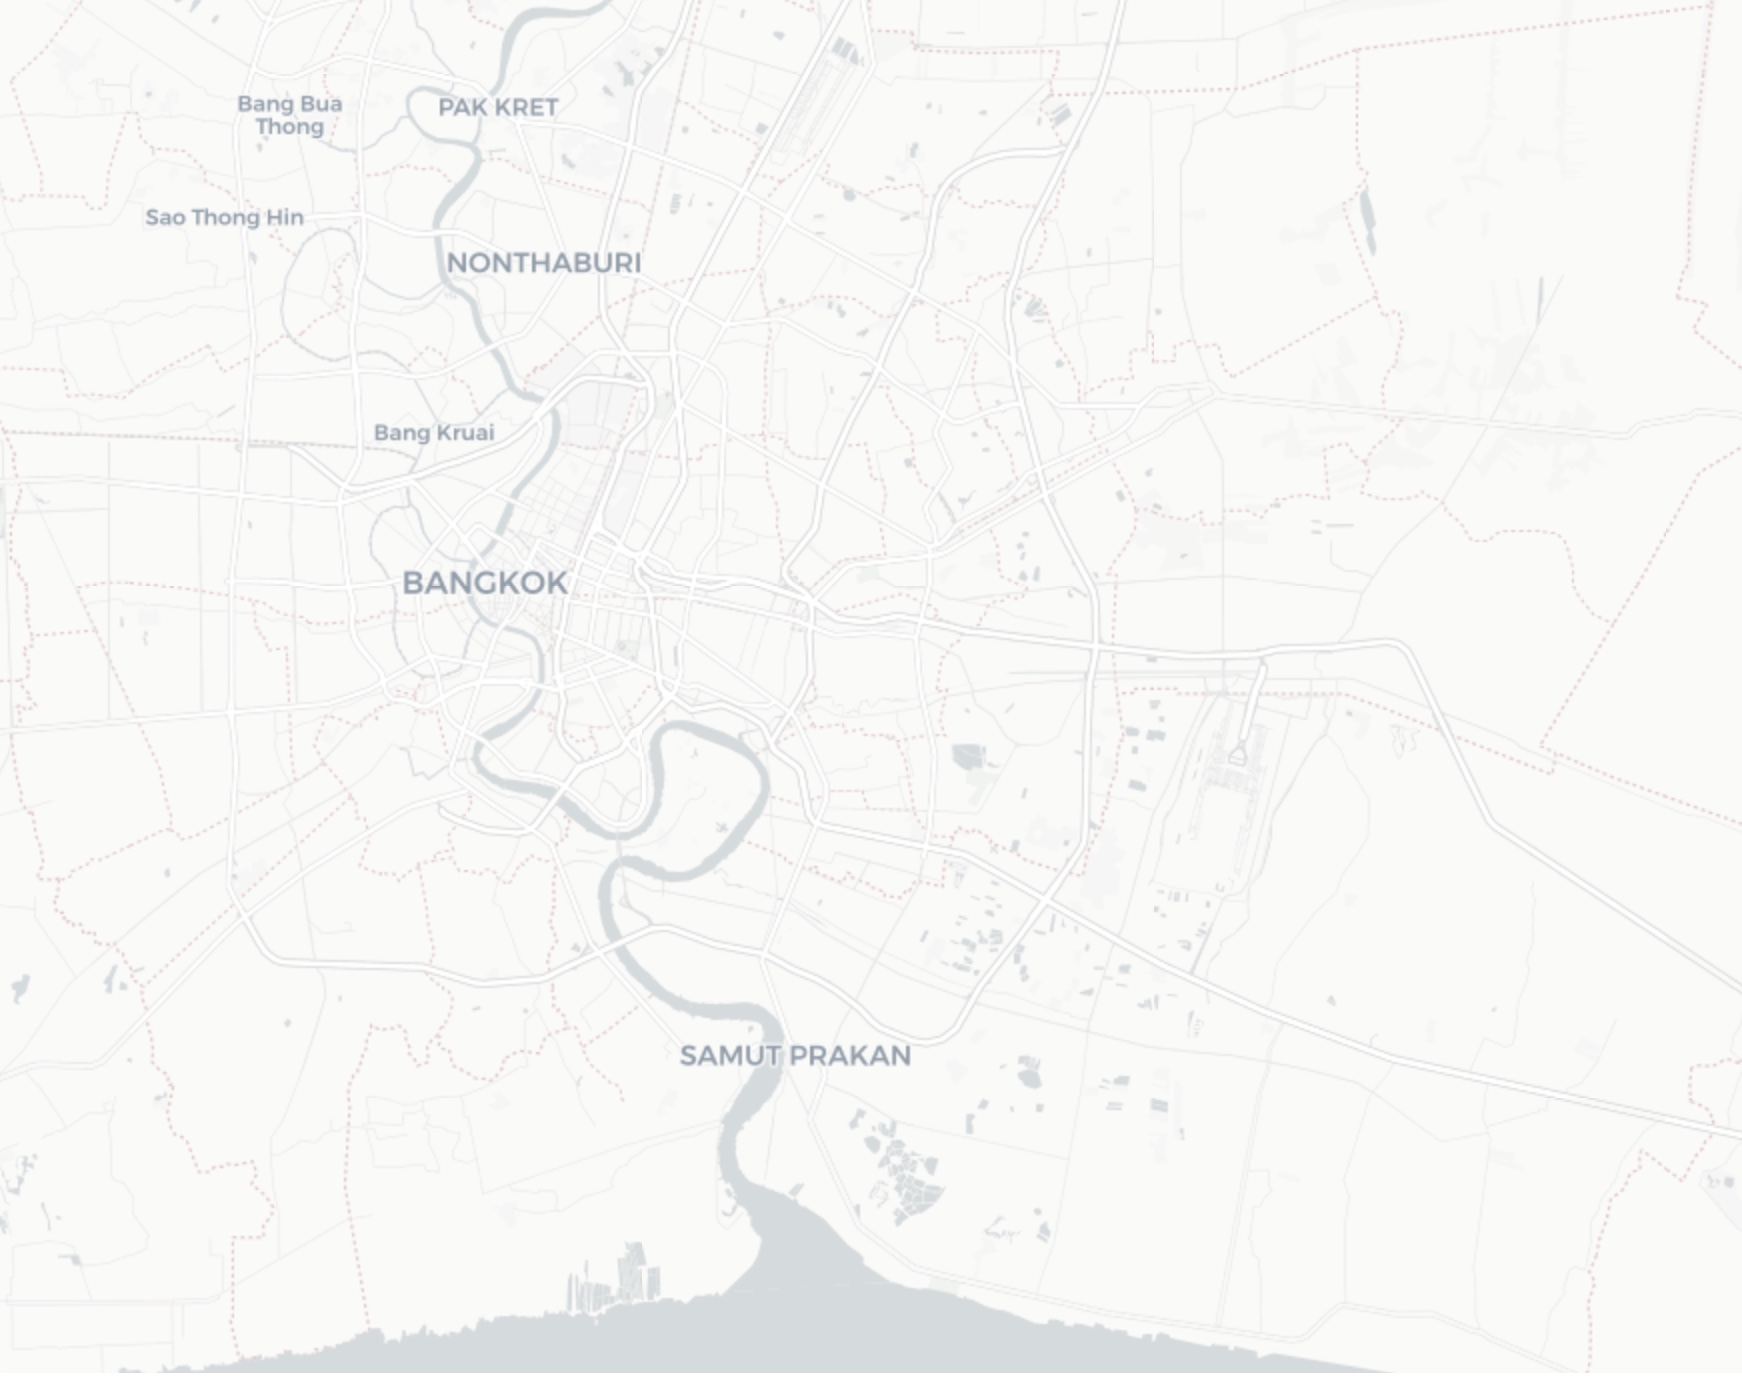 Bang Bua
Thong
PAK KRET
Sao Thong Hin
NONTHABURI
Bang Kruai
BANGKOK
SAMUT PRAKAN